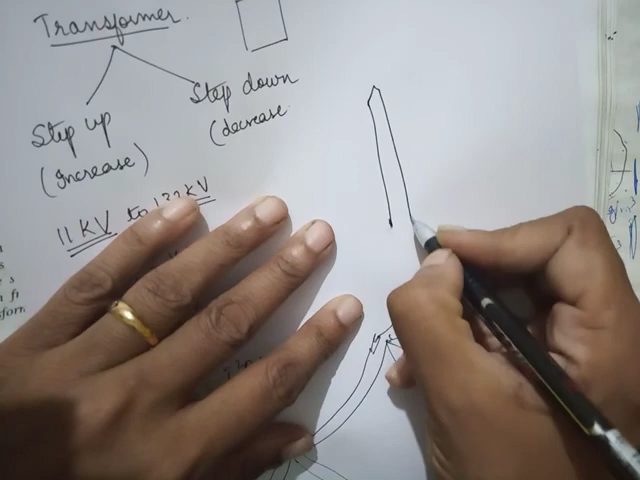 Transformer.
Step up
(increase)
Step down
(decrease
11 KV to 132 KV